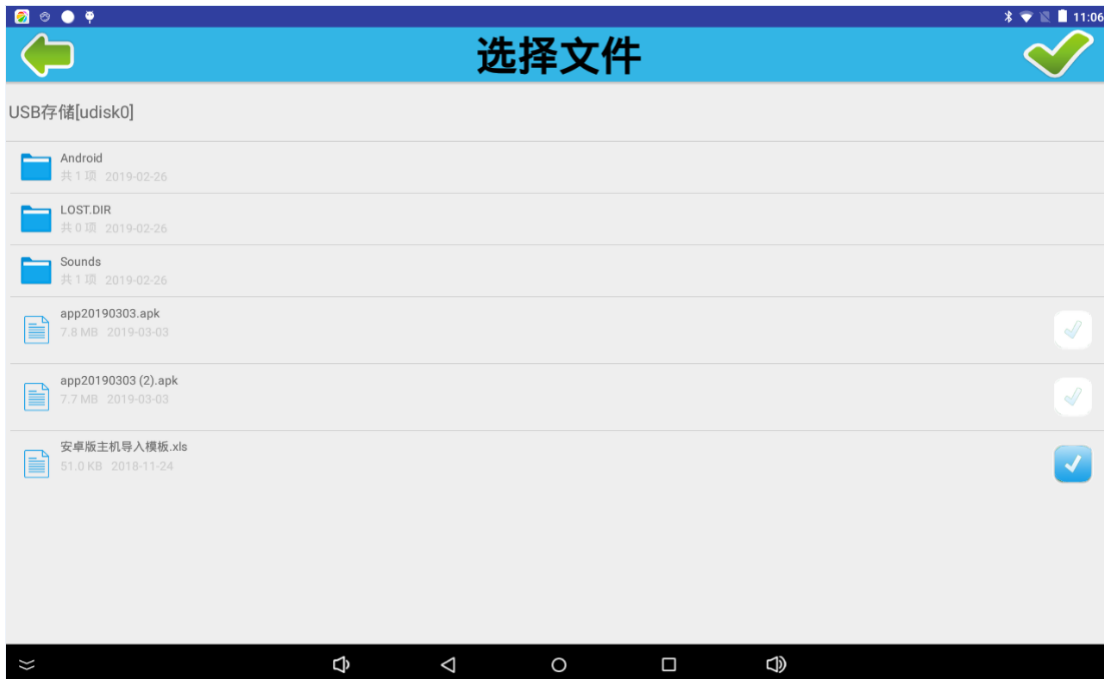 11:06
选择文件
USB存储[udisk0]
Android
共 1 项 2019-02-26
LOST.DIR
共 0 项 2019-02-26
Sounds
共 1 项 2019-02-26
app20190303.apk
7.8 MB 2019-03-03
app20190303 (2).apk
7.7 MB 2019-03-03
安卓版主机导入模板.xls
51.0 KB 2018-11-24